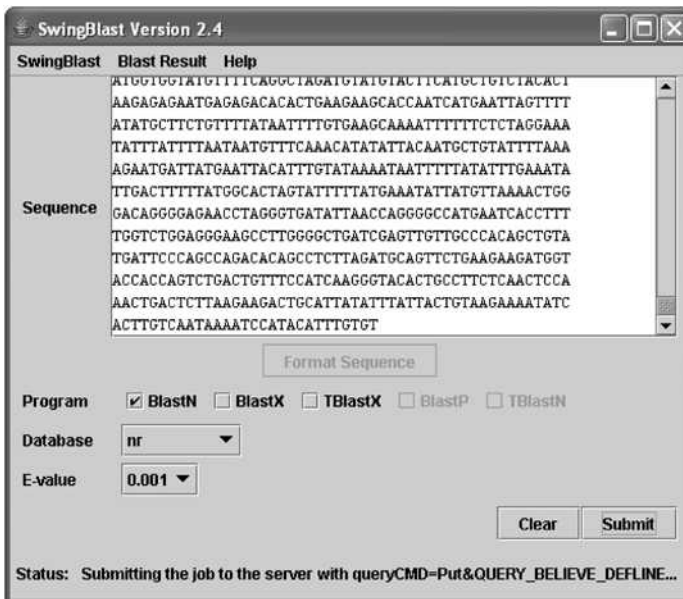 SwingBlast Version 2.4
SwingBlast Blast Result Help
ATGGTGGTATGTTTTCAGGCTAGATGTATGTACTTCATGCTGTCTACACT
AAGAGAGAATGAGAGACACACTGAAGAAGCACCAATCATGAATTAGTTTT
ATATGCTTCTGTTTTATAATTTTGTGAAGCAAAATTTTTTCTCTAGGAAA
TATTTATTTTAATAATGTTTCAAACATATATTACAATGCTGTATTTTAAA
AGAATGATTATGAATTACATTTGTATAAAATAATTTTTATATTTGAAATA
TTGACTTTTTATGGCACTAGTATTTTTATGAAATATTATGTTAAAACTGG
GACAGGGGAGAACCTAGGGTGATATTAACCAGGGGCCATGAATCACCTTT
Sequence
TGGTCTGGAGGGAAGCCTTGGGGCTGATCGAGTTGTTGCCCACAGCTGTA
TGATTCCCAGCCAGACACAGCCTCTTAGATGCAGTTCTGAAGAAGATGGT
ACCACCAGTCTGACTGTTTCCATCAAGGGTACACTGCCTTCTCAACTCCA
AACTGACTCTTAAGAAGACTGCATTATATTTATTACTGTAAGAAAATATC
ACTTGTCAATAAAATCCATACATTTGTGT
Format Sequence
Program BlastN BlastX TBlastX BlastP TBlastN
Database nr
E-value 0.001
Clear Submit
Status: Submitting the job to the server with queryCMD=Put&QUERY_BELIEVE_DEFLINE...